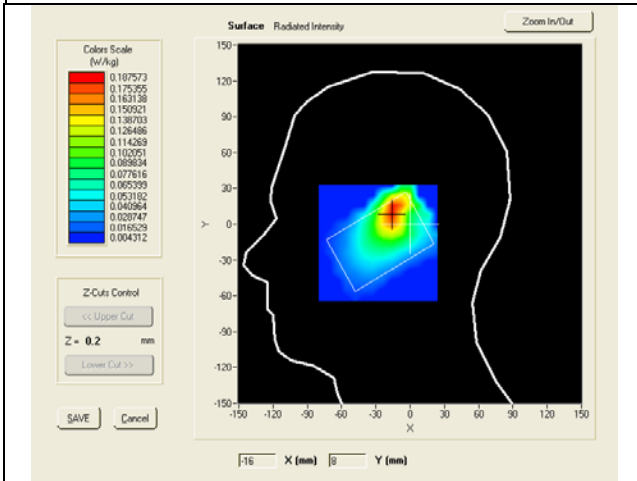 Surface Radiated Intensity
Zoom In/Out
Colors Scale
(W/kg)
0.187573
0.175355
0.163138
0.150921
0.138703
0.126486
0.114269
0.102051
0.089834
0.077616
0.065399
0.053182
0.040964
0.028747
0.016529
0.004312
Z-Cuts Control
<< Upper Cut
Z = 0.2 mm
Lower Cut >>
SAVE Cancel
150
120
90
60
30
0
-30
-60
-90
-120
-150
Y
-150 -120 -90 -60 -30 0 30 60 90 120 150
X
-16 X (mm) 8 Y (mm)